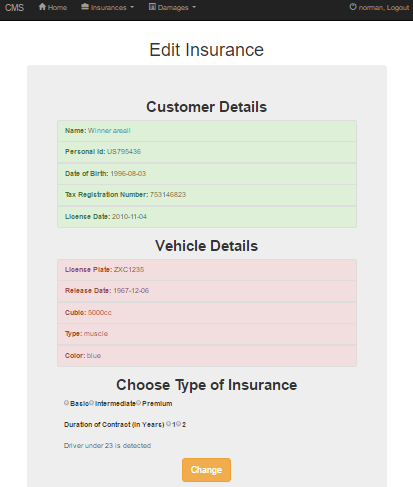 CMS Home Insurances Damages norman, Logout
Edit Insurance
Customer Details
Name: Winner areall
Personal Id: US795436
Date of Birth: 1996-08-03
Tax Registration Number: 753146823
License Date: 2010-11-04
Vehicle Details
License Plate: ZXC1235
Release Date: 1967-12-06
Cubic: 5000cc
Type: muscle
Color: blue
Choose Type of Insurance
Basic Intermediate Premium
Duration of Contract (in Years) 1 2
Driver under 23 is detected
Change